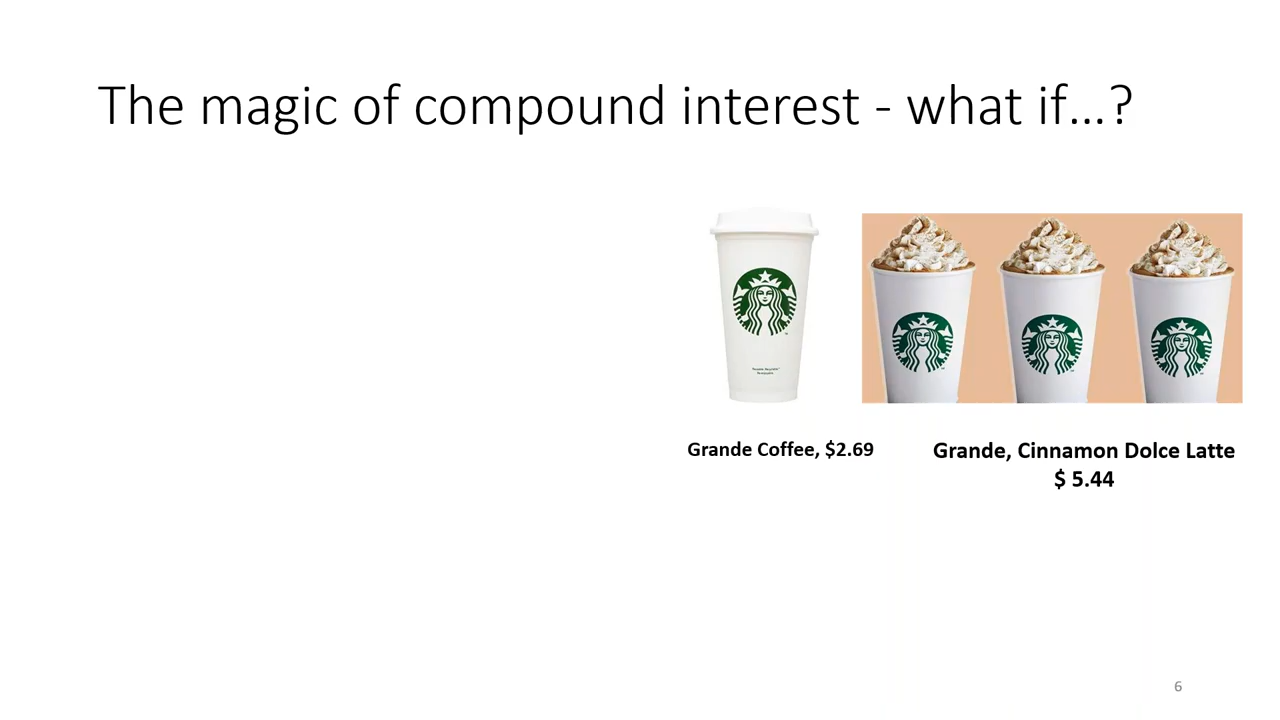 The magic of compound interest - what if...?
Grande Coffee, $2.69
Grande, Cinnamon Dolce Latte
$ 5.44
6